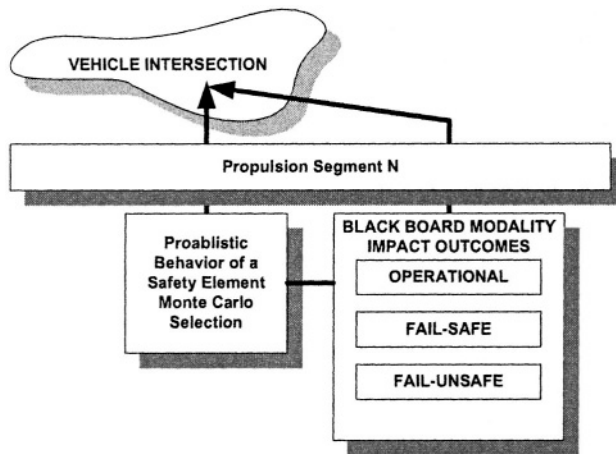 VEHICLE INTERSECTION
Propulsion Segment N
Proablistic
Behavior of a
Safety Element
Monte Carlo
Selection
BLACK BOARD MODALITY
IMPACT OUTCOMES
OPERATIONAL
FAIL-SAFE
FAIL-UNSAFE